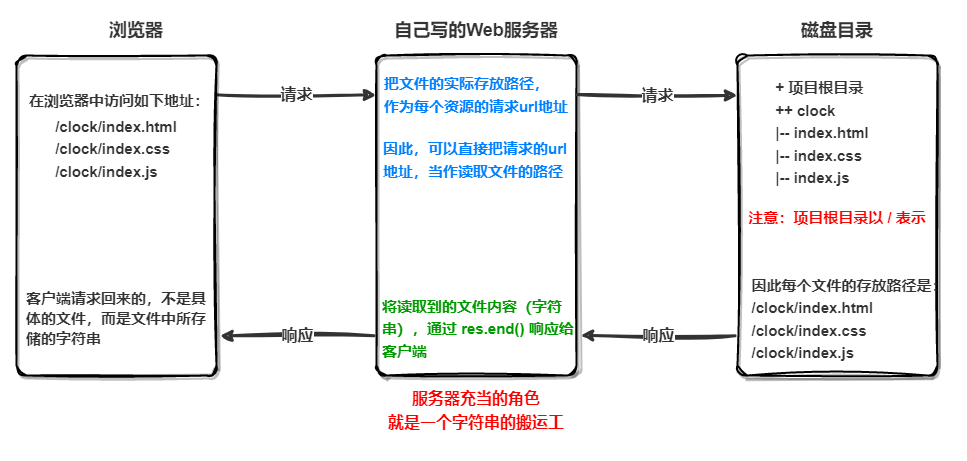 浏览器
自己写的Web服务器
磁盘目录
在浏览器中访问如下地址：
/clock/index.html
/clock/index.css
/clock/index.js
客户端请求回来的，不是具
体的文件，而是文件中所存
储的字符串
请求
响应
把文件的实际存放路径，
作为每个资源的请求url地址
因此，可以直接把请求的url
地址，当作读取文件的路径
将读取到的文件内容（字符
串），通过 res.end() 响应给
客户端
服务器充当的角色
就是一个字符串的搬运工
请求
响应
+ 项目根目录
++ clock
|-- index.html
|-- index.css
|-- index.js
注意：项目根目录以 / 表示
因此每个文件的存放路径是：
/clock/index.html
/clock/index.css
/clock/index.js